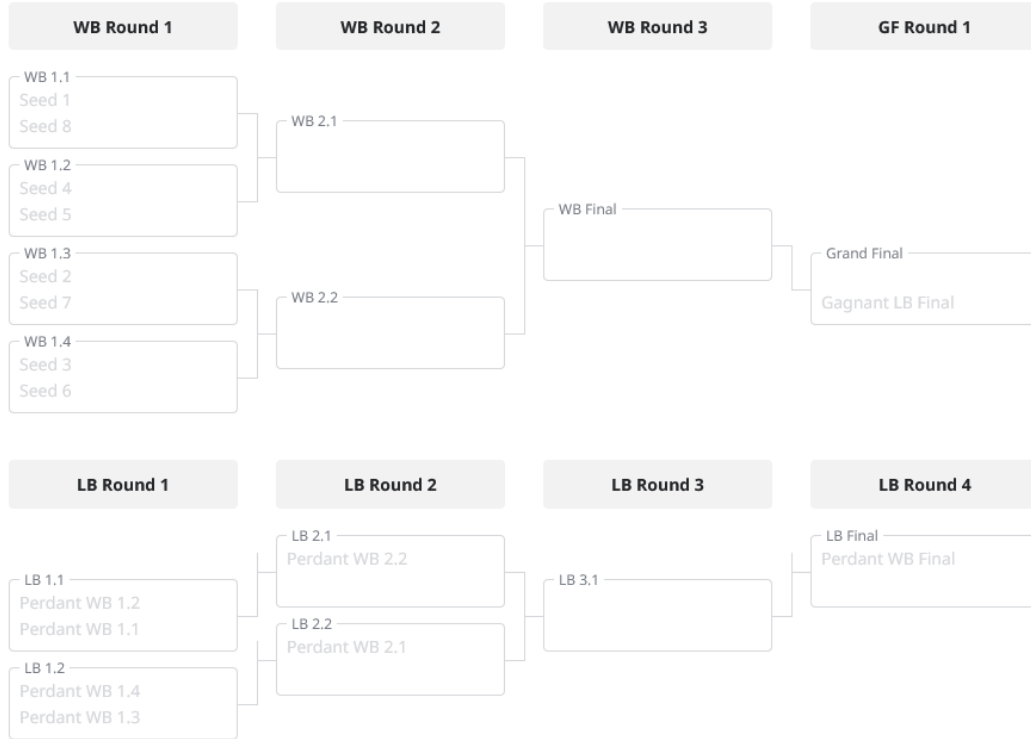 WB Round 1
WB Round 2
WB Round 3
GF Round 1
WB 1.1
Seed 1
Seed 8
WB 1.2
Seed 4
Seed 5
WB 1.3
Seed 2
Seed 7
WB 1.4
Seed 3
Seed 6
WB 2.1
WB 2.2
WB Final
Grand Final
Gagnant LB Final
LB Round 1
LB Round 2
LB Round 3
LB Round 4
LB 1.1
Perdant WB 1.2
Perdant WB 1.1
LB 1.2
Perdant WB 1.4
Perdant WB 1.3
LB 2.1
Perdant WB 2.2
LB 2.2
Perdant WB 2.1
LB 3.1
LB Final
Perdant WB Final